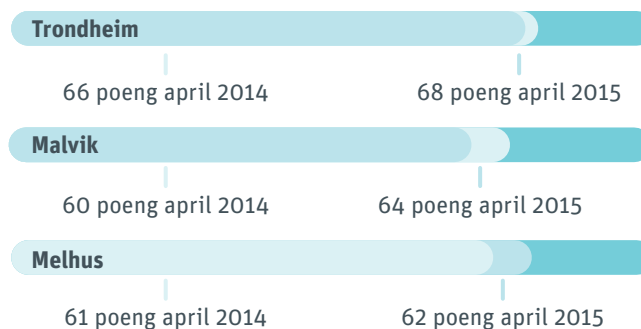 Trondheim
66 poeng april 2014 68 poeng april 2015
Malvik
60 poeng april 2014 64 poeng april 2015
Melhus
61 poeng april 2014 62 poeng april 2015